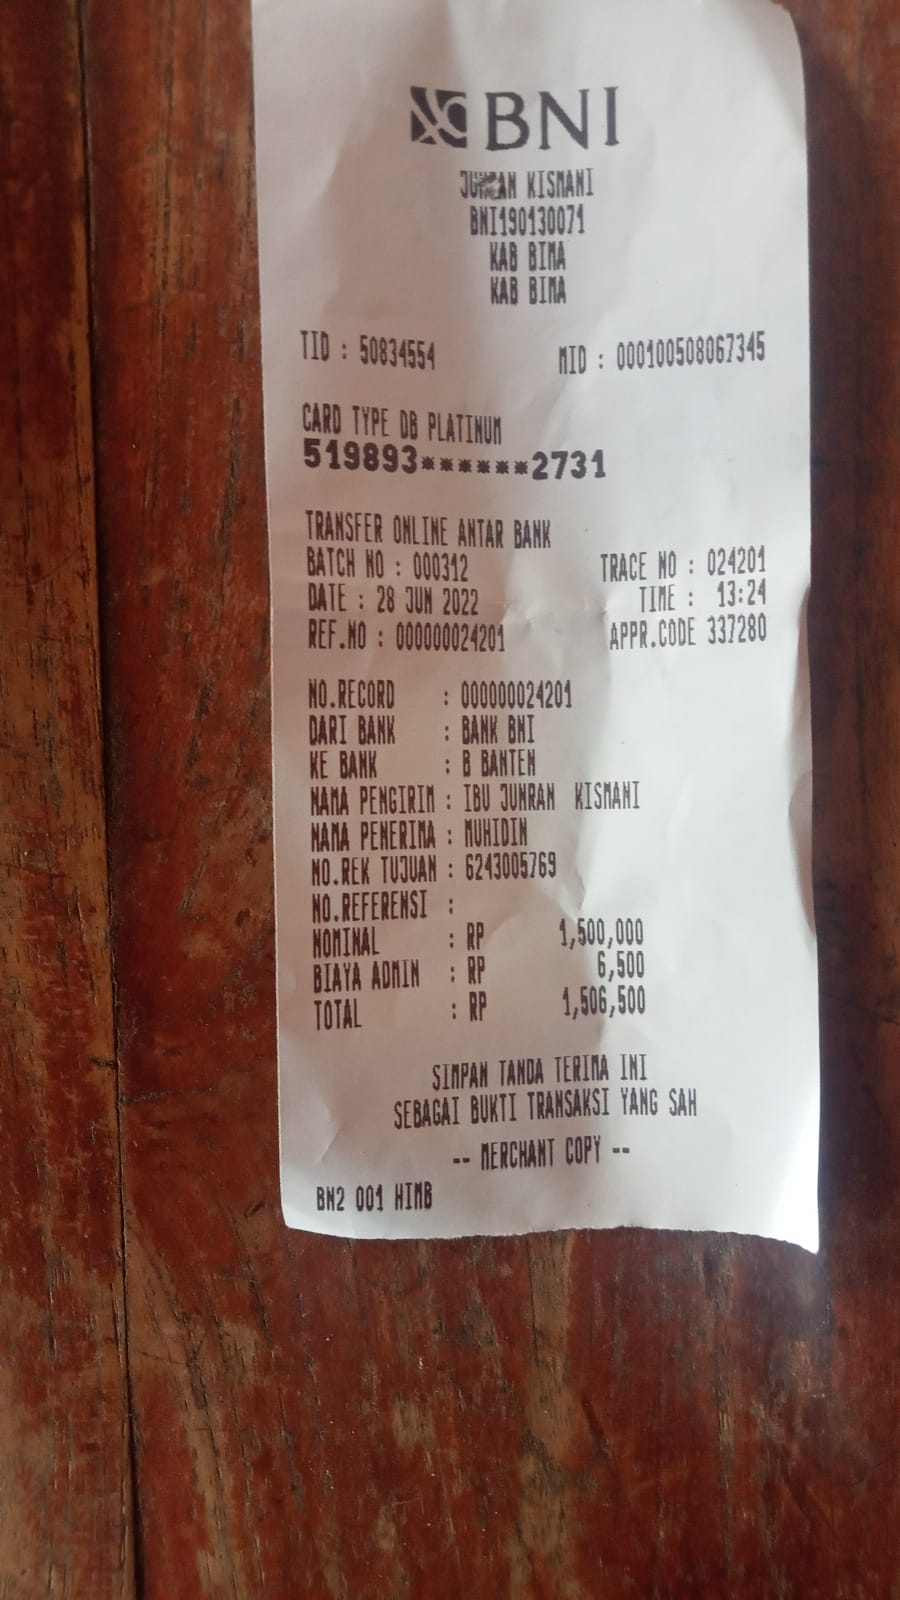 BNI
JUNRAN KISMANI
BNI190130071
KAB BIMA
KAB BIMA
TID : 50834554 MID : 000100508067345
CARD TYPE DB PLATINUM
519893******2731
TRANSFER ONLINE ANTAR BANK
BATCH NO : 000312 TRACE NO : 024201
DATE : 28 JUN 2022 TIME : 13:24
REF.NO : 000000024201 APPR.CODE 337280
NO.RECORD : 000000024201
DARI BANK : BANK BNI
KE BANK : B BANTEN
NAMA PENGIRIM : IBU JUNRAN KISMANI
NAMA PENERIMA : MUHIDIN
NO.REK TUJUAN : 6243005769
NO.REFERENSI :
NOMINAL : RP 1,500,000
BIAYA ADMIN : RP 6,500
TOTAL : RP 1,506,500
SIMPAN TANDA TERIMA INI
SEBAGAI BUKTI TRANSAKSI YANG SAH
-- MERCHANT COPY --
BN2 001 HIMB